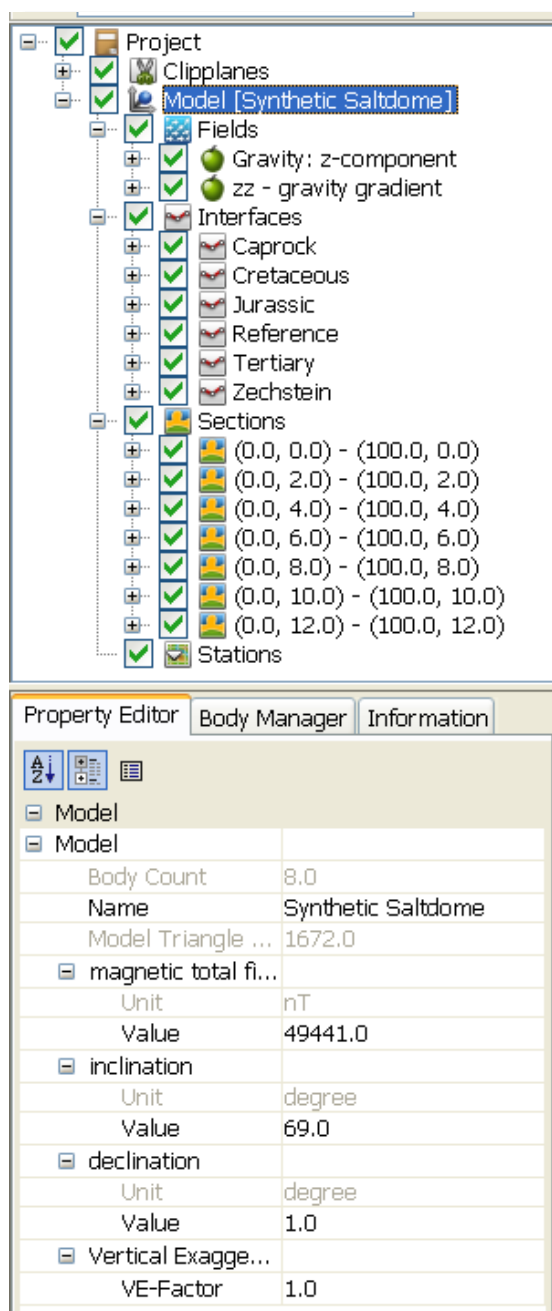 Project
Clipplanes
Model [Synthetic Saltdome]
Fields
Gravity: z-component
zz - gravity gradient
Interfaces
Caprock
Cretaceous
Jurassic
Reference
Tertiary
Zechstein
Sections
(0.0, 0.0) - (100.0, 0.0)
(0.0, 2.0) - (100.0, 2.0)
(0.0, 4.0) - (100.0, 4.0)
(0.0, 6.0) - (100.0, 6.0)
(0.0, 8.0) - (100.0, 8.0)
(0.0, 10.0) - (100.0, 10.0)
(0.0, 12.0) - (100.0, 12.0)
Stations
Property Editor Body Manager Information
A Z
Model
Model
Body Count 8.0
Name Synthetic Saltdome
Model Triangle ... 1672.0
magnetic total fi...
Unit nT
Value 49441.0
inclination
Unit degree
Value 69.0
declination
Unit degree
Value 1.0
Vertical Exagge...
VE-Factor 1.0